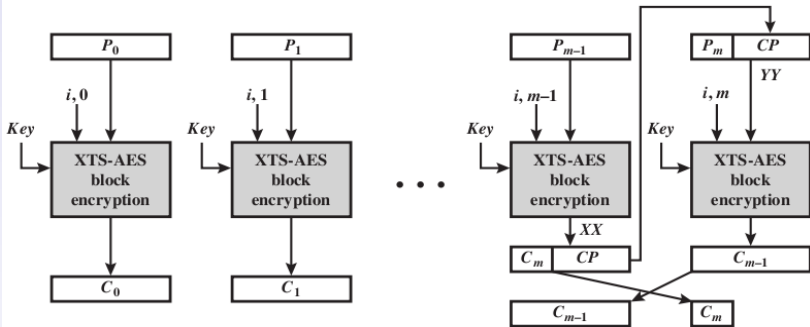 P0
P1
Pm–1
Pm CP
i, 0
i, 1
i, m–1
YY
i, m
Key
Key
Key
Key
XTS-AES
block
encryption
XTS-AES
block
encryption
• • •
XTS-AES
block
encryption
XTS-AES
block
encryption
XX
Cm CP
Cm–1
C0
C1
Cm–1
Cm